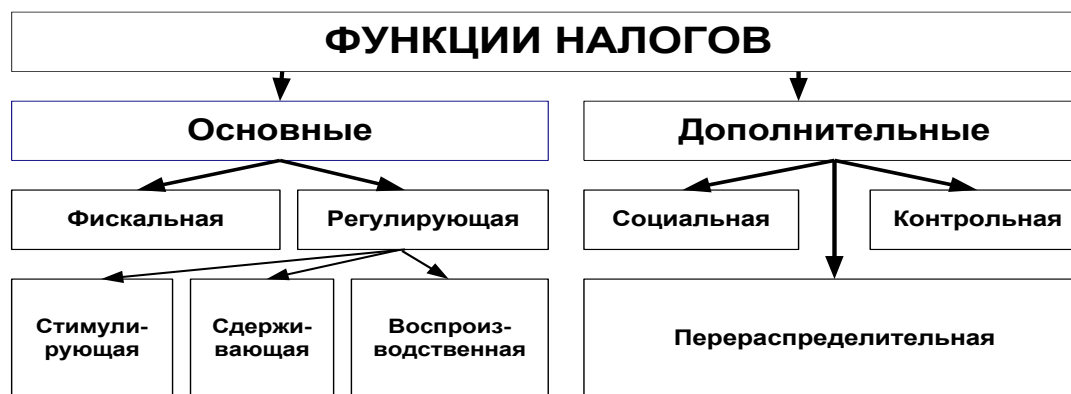 ФУНКЦИИ НАЛОГОВ
Основные
Дополнительные
Фискальная
Регулирующая
Социальная
Контрольная
Стимули-
рующая
Сдержи-
вающая
Воспроиз-
водственная
Перераспределительная